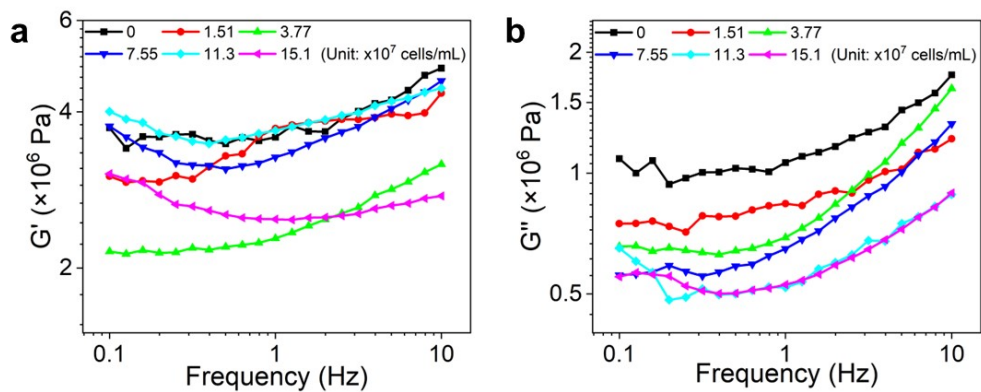 a
0 1.51 3.77
7.55 11.3 15.1 (Unit: x10⁷ cells/mL)
6
4
2
G' (×10⁶ Pa)
0.1 1 10
Frequency (Hz)
b
0 1.51 3.77
7.55 11.3 15.1 (Unit: x10⁷ cells/mL)
2
1.5
1
0.5
G'' (×10⁶ Pa)
0.1 1 10
Frequency (Hz)